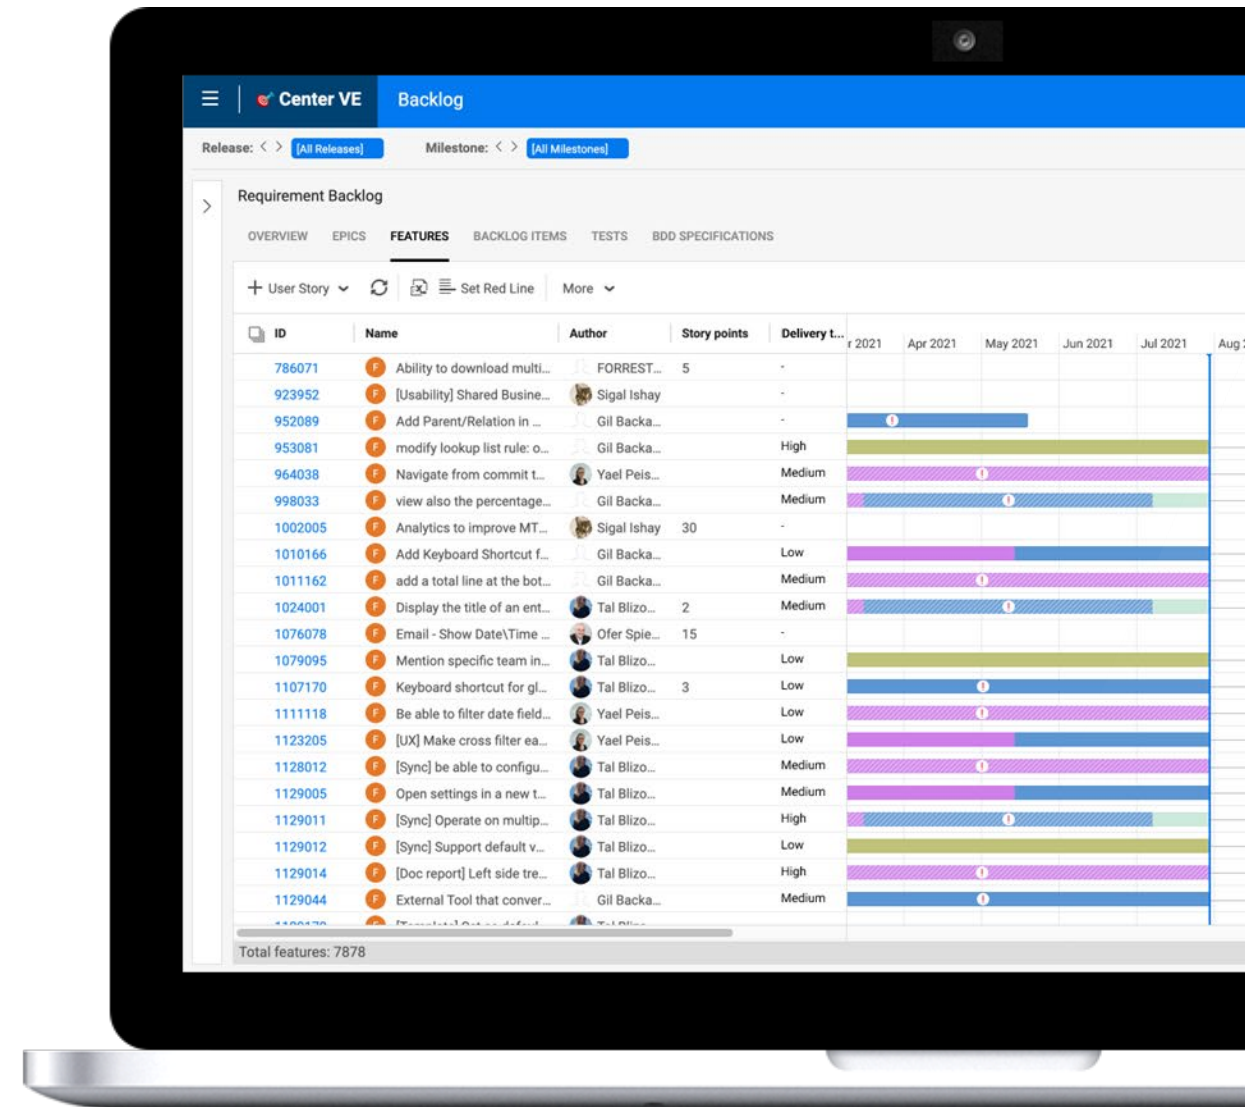 Center VE Backlog
Release: [All Releases] Milestone: [All Milestones]
Requirement Backlog
OVERVIEW EPICS FEATURES BACKLOG ITEMS TESTS BDD SPECIFICATIONS
User Story Set Red Line More
ID Name Author Story points Delivery t... r 2021 Apr 2021 May 2021 Jun 2021 Jul 2021 Aug
786071 F Ability to download multi... FORREST... 5 -
923952 F [Usability] Shared Busine... Sigal Ishay -
952089 F Add Parent/Relation in ... Gil Backa... - !
953081 F modify lookup list rule: o... Gil Backa... High
964038 F Navigate from commit t... Yael Peis... Medium !
998033 F view also the percentage... Gil Backa... Medium !
1002005 F Analytics to improve MT... Sigal Ishay 30 -
1010166 F Add Keyboard Shortcut f... Gil Backa... Low
1011162 F add a total line at the bot... Gil Backa... Medium !
1024001 F Display the title of an ent... Tal Blizo... 2 Medium !
1076078 F Email - Show Date\Time ... Ofer Spie... 15 -
1079095 F Mention specific team in... Tal Blizo... Low
1107170 F Keyboard shortcut for gl... Tal Blizo... 3 Low !
1111118 F Be able to filter date field... Yael Peis... Low !
1123205 F [UX] Make cross filter ea... Yael Peis... Low
1128012 F [Sync] be able to configu... Tal Blizo... Medium !
1129005 F Open settings in a new t... Tal Blizo... Medium
1129011 F [Sync] Operate on multip... Tal Blizo... High !
1129012 F [Sync] Support default v... Tal Blizo... Low
1129014 F [Doc report] Left side tre... Tal Blizo... High !
1129044 F External Tool that conver... Gil Backa... Medium !
Total features: 7878